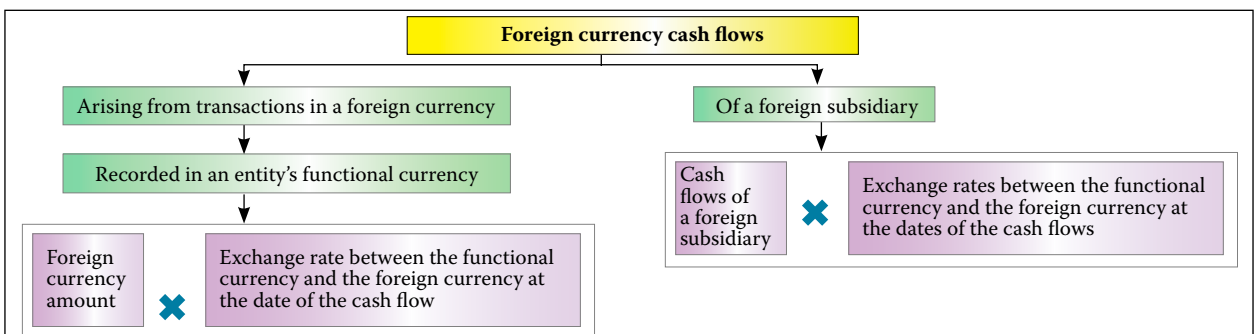 Foreign currency cash flows
Arising from transactions in a foreign currency
Recorded in an entity's functional currency
Foreign
currency
amount
Exchange rate between the functional
currency and the foreign currency at
the date of the cash flow
Of a foreign subsidiary
Cash
flows of
a foreign
subsidiary
Exchange rates between the functional
currency and the foreign currency at
the dates of the cash flows